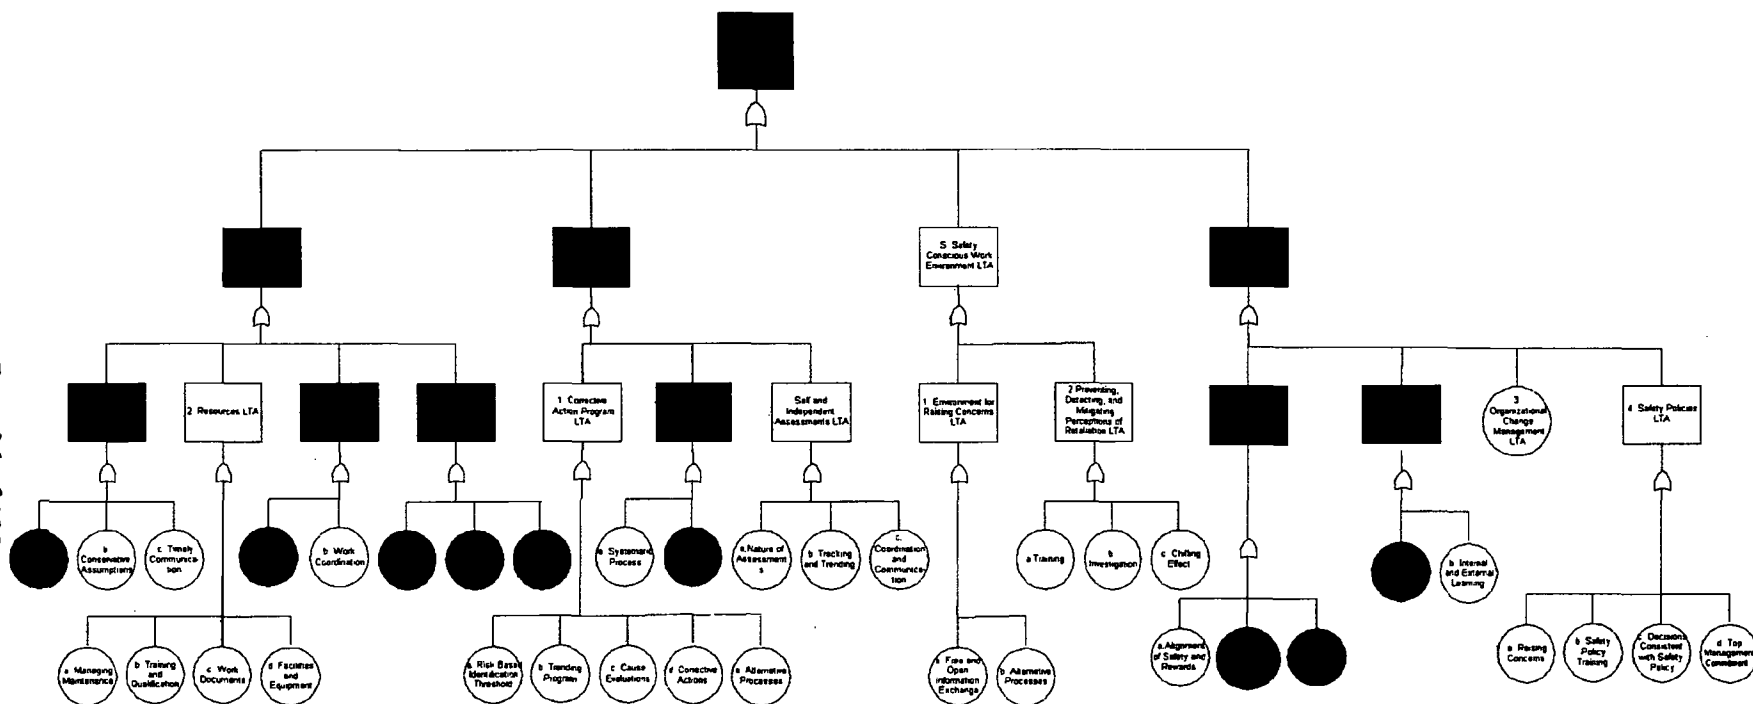 S Safety
Conscious Work
Environment LTA
2 Resources LTA
1 Corrective
Action Program
LTA
Self and
Independent
Assessments LTA
1 Environment for
Raising Concerns LTA
2 Preventing,
Detecting, and
Mitigating
Perceptions of
Retaliation LTA
3
Organizational
Change
Management
LTA
4 Safety Policies
LTA
b
Conservative
Assumptions
c Timely
Communica-
tion
b Work
Coordination
a Systematic
Process
a. Nature of
Assessment
s
b Tracking
and Trending
c.
Coordination
and
Communica-
tion
a Training
b
Investigation
c Chilling
Effect
b Internal
and External
Learning
a Managing
Maintenance
b Training
and
Qualification
c Work
Documents
d Facilities
and
Equipment
a Risk Based
Identification
Threshold
b Trending
Program
c Cause
Evaluations
d Corrective
Actions
e Alternative
Processes
a Free and
Open
Information
Exchange
b Alternative
Processes
a. Alignment
of Safety and
Rewards
a Raising
Concerns
b Safety
Policy
Training
c Decisions
Consistent
with Safety
Policy
d Top
Management
Commitment